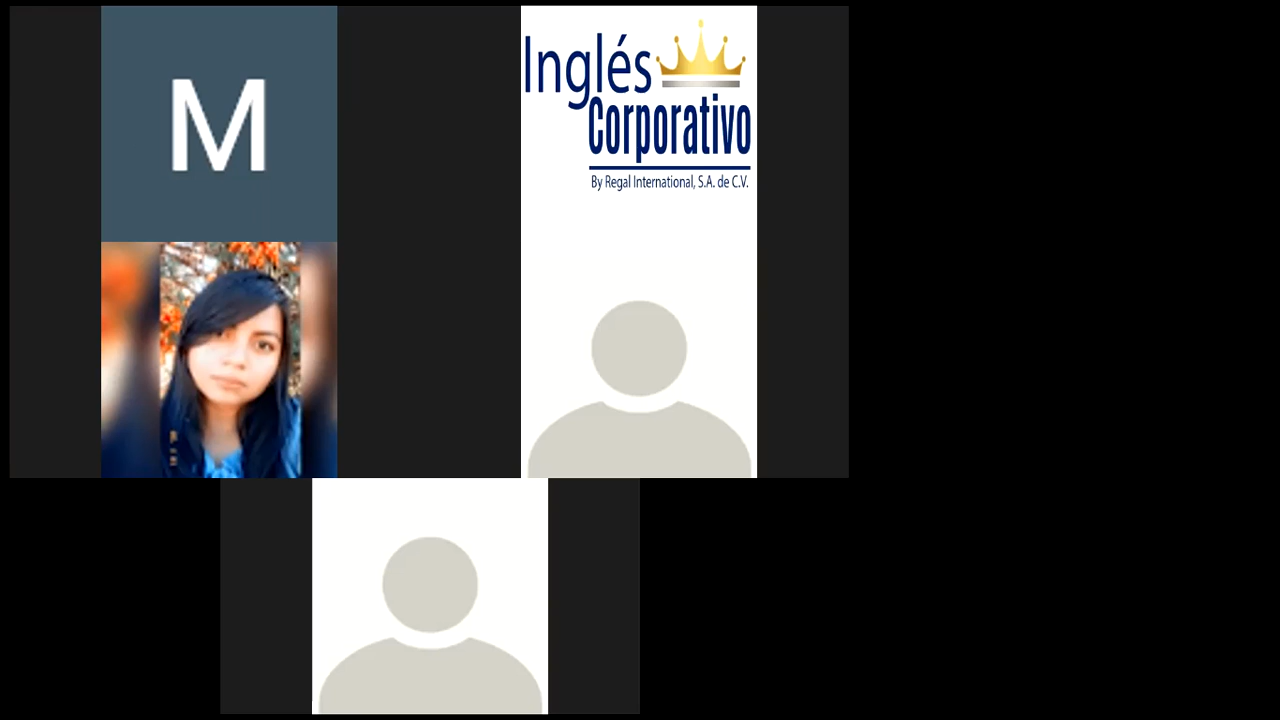 M
Inglés
Corporativo
By Regal International, S.A. de C.V.